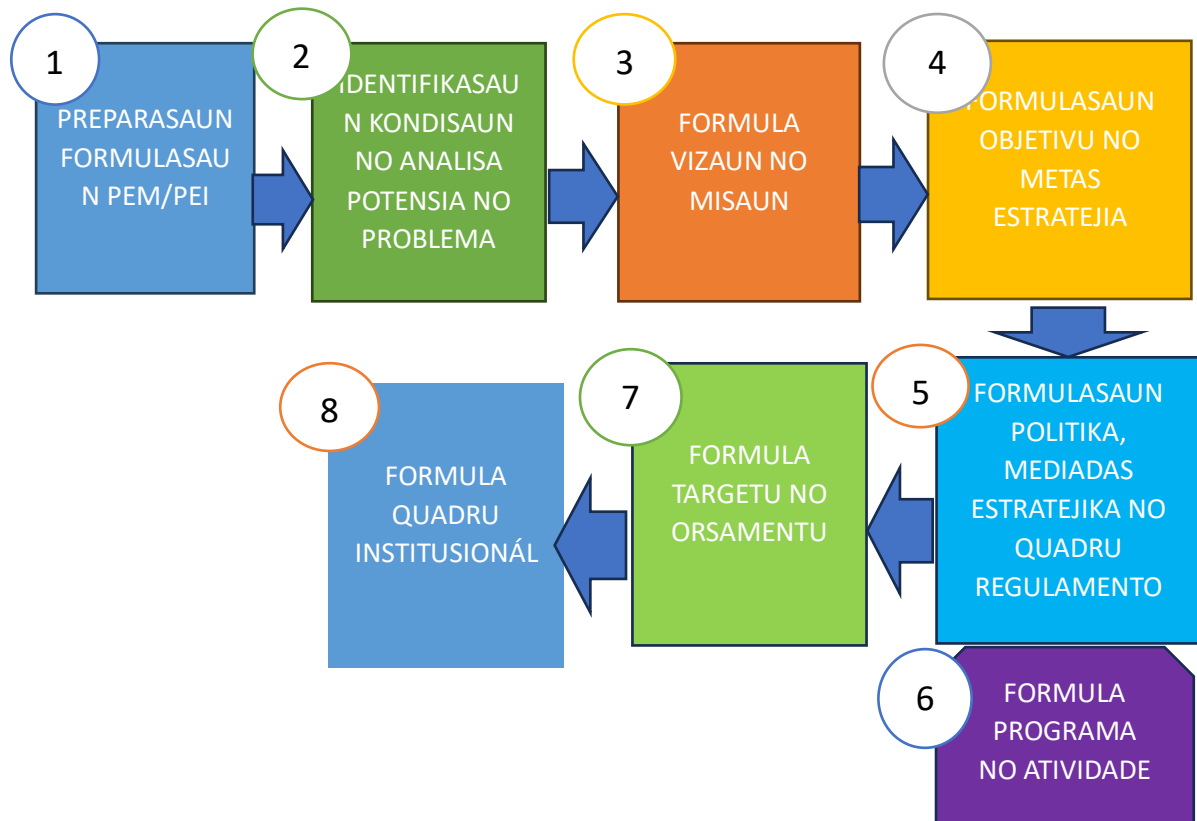 1
PREPARASAUN
FORMULASAU
N PEM/PEI
2
IDENTIFIKASAU
N KONDISAUN
NO ANALISA
POTENSIA NO
PROBLEMA
3
FORMULA
VIZAUN NO
MISAUN
4
FORMULASAUN
OBJETIVU NO
METAS
ESTRATEJIA
5
FORMULASAUN
POLITIKA,
MEDIADAS
ESTRATEJIKA NO
QUADRU
REGULAMENTO
6
FORMULA
PROGRAMA
NO ATIVIDADE
7
FORMULA
TARGETU NO
ORSAMENTU
8
FORMULA
QUADRU
INSTITUSIONÁL